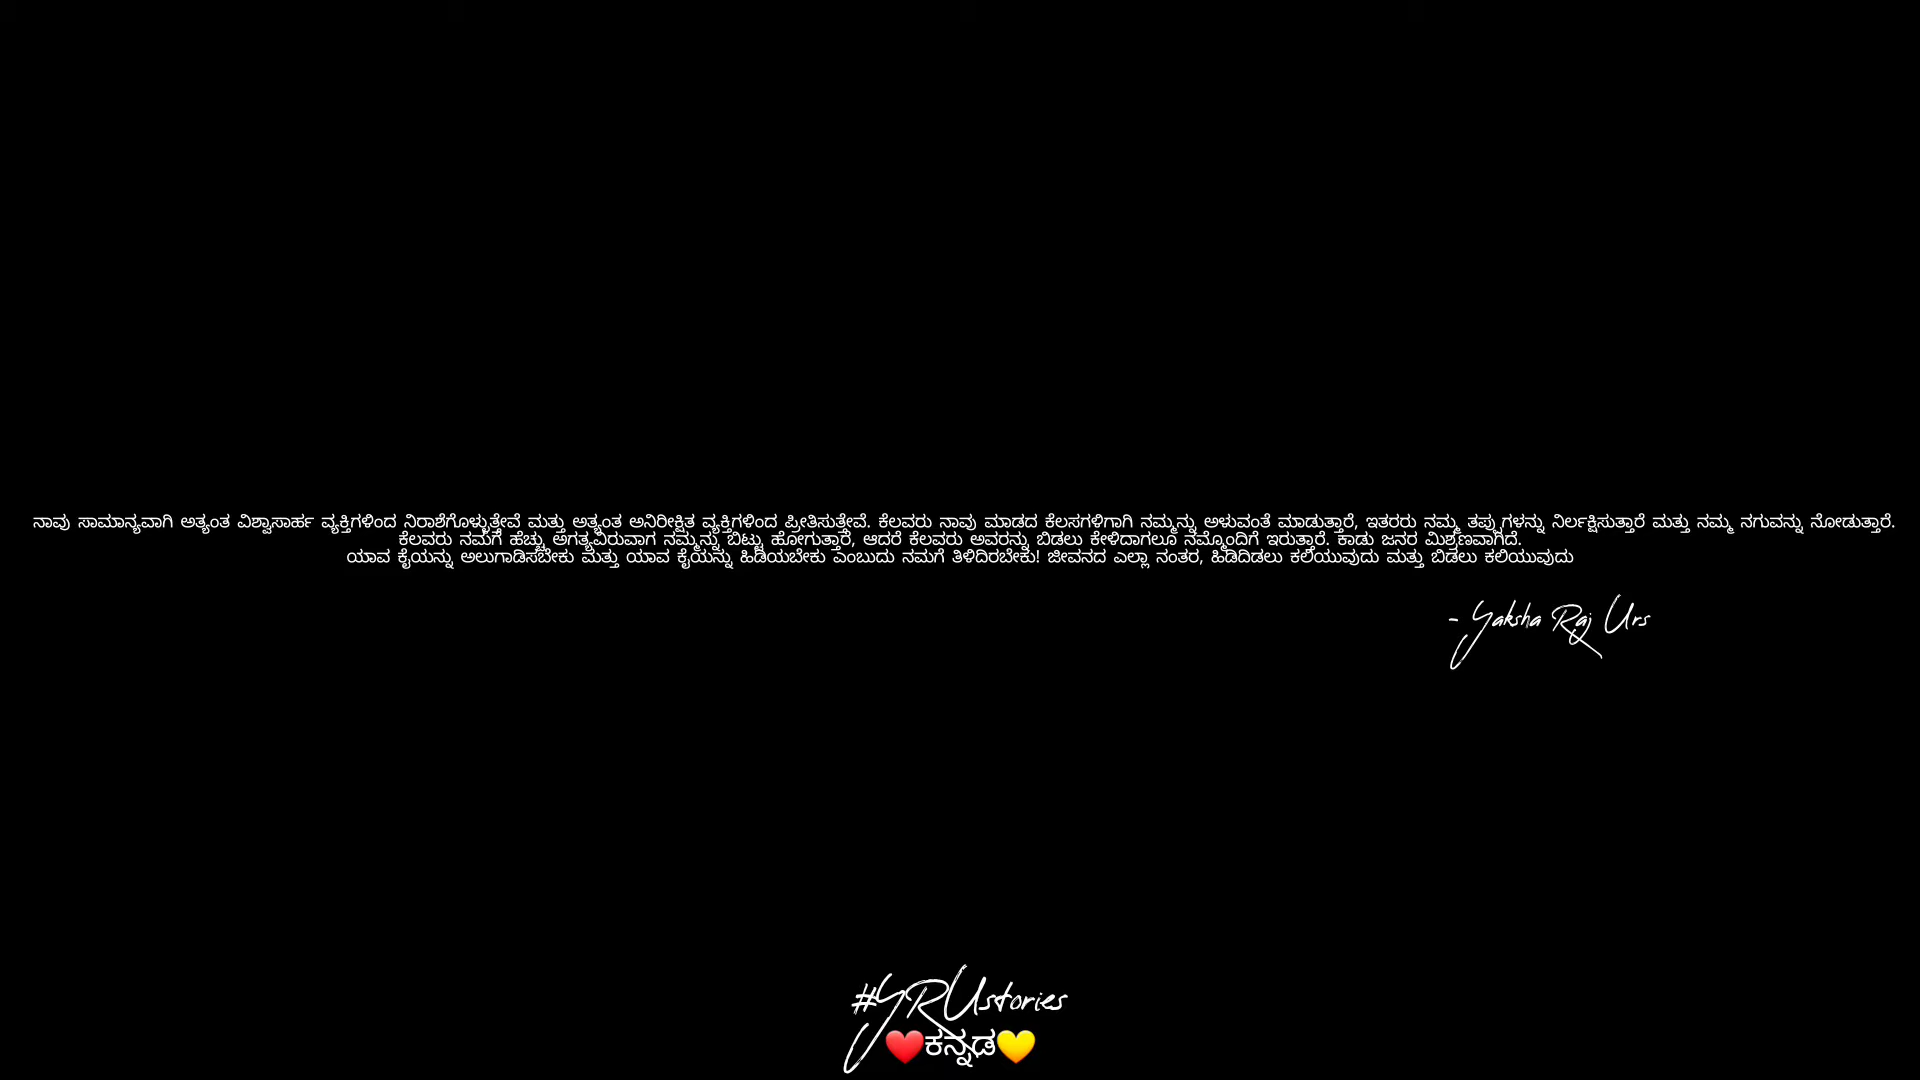 ನಾವು ಸಾಮಾನ್ಯವಾಗಿ ಅತ್ಯಂತ ವಿಶ್ವಾಸಾರ್ಹ ವ್ಯಕ್ತಿಗಳಿಂದ ನಿರಾಶೆಗೊಳ್ಳುತ್ತೇವೆ ಮತ್ತು ಅತ್ಯಂತ ಅನಿರೀಕ್ಷಿತ ವ್ಯಕ್ತಿಗಳಿಂದ ಪ್ರೀತಿಸುತ್ತೇವೆ. ಕೆಲವರು ನಾವು ಮಾಡದ ಕೆಲಸಗಳಿಗಾಗಿ ನಮ್ಮನ್ನು ಅಳುವಂತೆ ಮಾಡುತ್ತಾರೆ, ಇತರರು ನಮ್ಮ ತಪ್ಪುಗಳನ್ನು ನಿರ್ಲಕ್ಷಿಸುತ್ತಾರೆ ಮತ್ತು ನಮ್ಮ ನಗುವನ್ನು ನೋಡುತ್ತಾರೆ.
ಕೆಲವರು ನಮಗೆ ಹೆಚ್ಚು ಅಗತ್ಯವಿರುವಾಗ ನಮ್ಮನ್ನು ಬಿಟ್ಟು ಹೋಗುತ್ತಾರೆ, ಆದರೆ ಕೆಲವರು ಅವರನ್ನು ಬಿಡಲು ಕೇಳಿದಾಗಲೂ ನಮ್ಮೊಂದಿಗೆ ಇರುತ್ತಾರೆ. ಕಾಡು ಜನರ ಮಿಶ್ರಣವಾಗಿದೆ.
ಯಾವ ಕೈಯನ್ನು ಅಲುಗಾಡಿಸಬೇಕು ಮತ್ತು ಯಾವ ಕೈಯನ್ನು ಹಿಡಿಯಬೇಕು ಎಂಬುದು ನಮಗೆ ತಿಳಿದಿರಬೇಕು! ಜೀವನದ ಎಲ್ಲಾ ನಂತರ, ಹಿಡಿದಿಡಲು ಕಲಿಯುವುದು ಮತ್ತು ಬಿಡಲು ಕಲಿಯುವುದು
- Yaksha Raj Urs
#YRUstories
❤️ಕನ್ನಡ💛